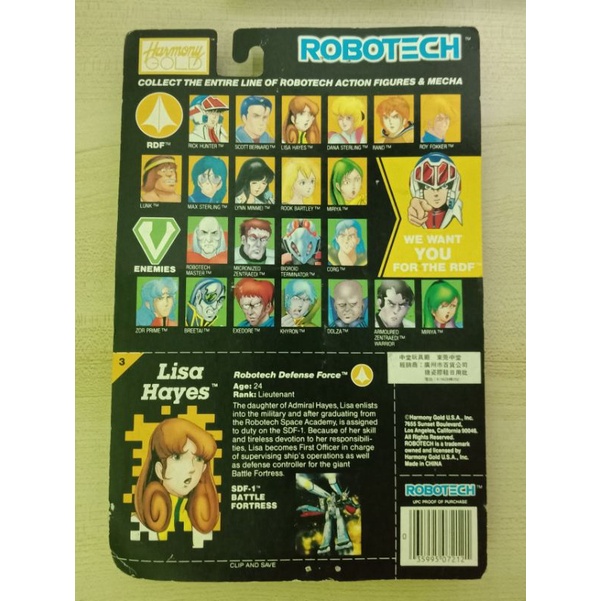 Harmony
GOLD
ROBOTECH™
COLLECT THE ENTIRE LINE OF ROBOTECH ACTION FIGURES & MECHA
RDF™
RICK HUNTER™
SCOTT BERNARD™
LISA HAYES™
DANA STERLING™
RAND™
ROY FOKKER™
LUNK™
MAX STERLING™
LYNN MINMEI™
ROOK BARTLEY™
MIRIYA™
WE WANT
YOU
FOR THE RDF™
ENEMIES
ROBOTECH
MASTER™
MICRONIZED
ZENTRAEDI™
BIOROID
TERMINATOR™
CORG™
ZOR PRIME™
BREETAI™
EXEDORE™
KHYRON™
DOLZA™
ARMOURED
ZENTRAEDI™
WARRIOR
MIRIYA™
3
Lisa
Hayes™
Robotech Defense Force™
Age: 24
Rank: Lieutenant
The daughter of Admiral Hayes, Lisa enlists
into the military and after graduating from
the Robotech Space Academy, is assigned
to duty on the SDF-1. Because of her skill
and tireless devotion to her responsibili-
ties, Lisa becomes First Officer in charge
of supervising ship's operations as well
as defense controller for the giant
Battle Fortress.
SDF-1™
BATTLE
FORTRESS
CLIP AND SAVE
©Harmony Gold U.S.A., Inc.
7655 Sunset Boulevard,
Los Angeles, California 90046.
All Rights Reserved.
ROBOTECH is a trademark
owned and licensed by
Harmony Gold U.S.A., Inc.
Made in CHINA
ROBOTECH™
UPC PROOF OF PURCHASE
0
35995 07212